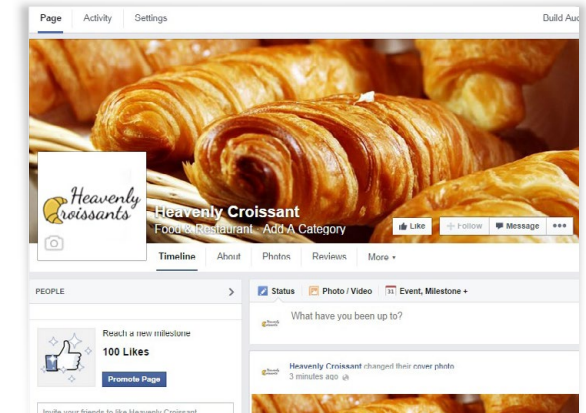 Page Activity Settings Build Aud
Heavenly
Croissants
Heavenly Croissant
Food & Restaurant Add A Category
Like Follow Message
Timeline About Photos Reviews More
PEOPLE
Status Photo / Video 31 Event, Milestone +
What have you been up to?
Reach a new milestone
100 Likes
Promote Page
Heavenly Croissant changed their cover photo
3 minutes ago
Invite your friends to like Heavenly Croissant